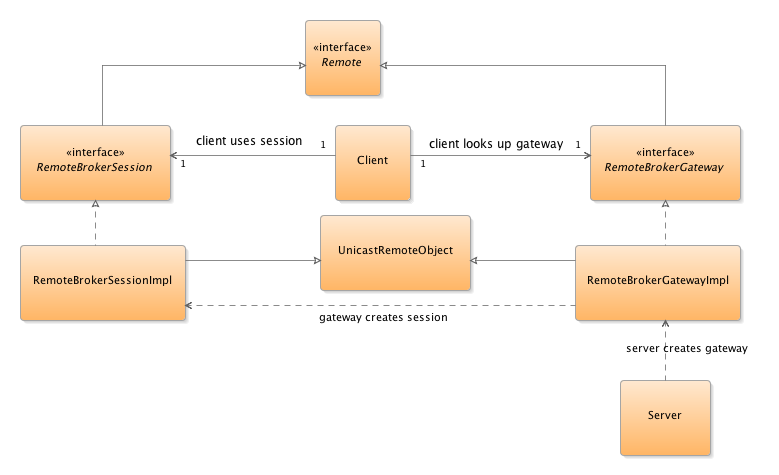 «interface»
Remote
client uses session
1
1
client looks up gateway
1
1
«interface»
RemoteBrokerSession
Client
«interface»
RemoteBrokerGateway
UnicastRemoteObject
RemoteBrokerSessionImpl
RemoteBrokerGatewayImpl
gateway creates session
server creates gateway
Server